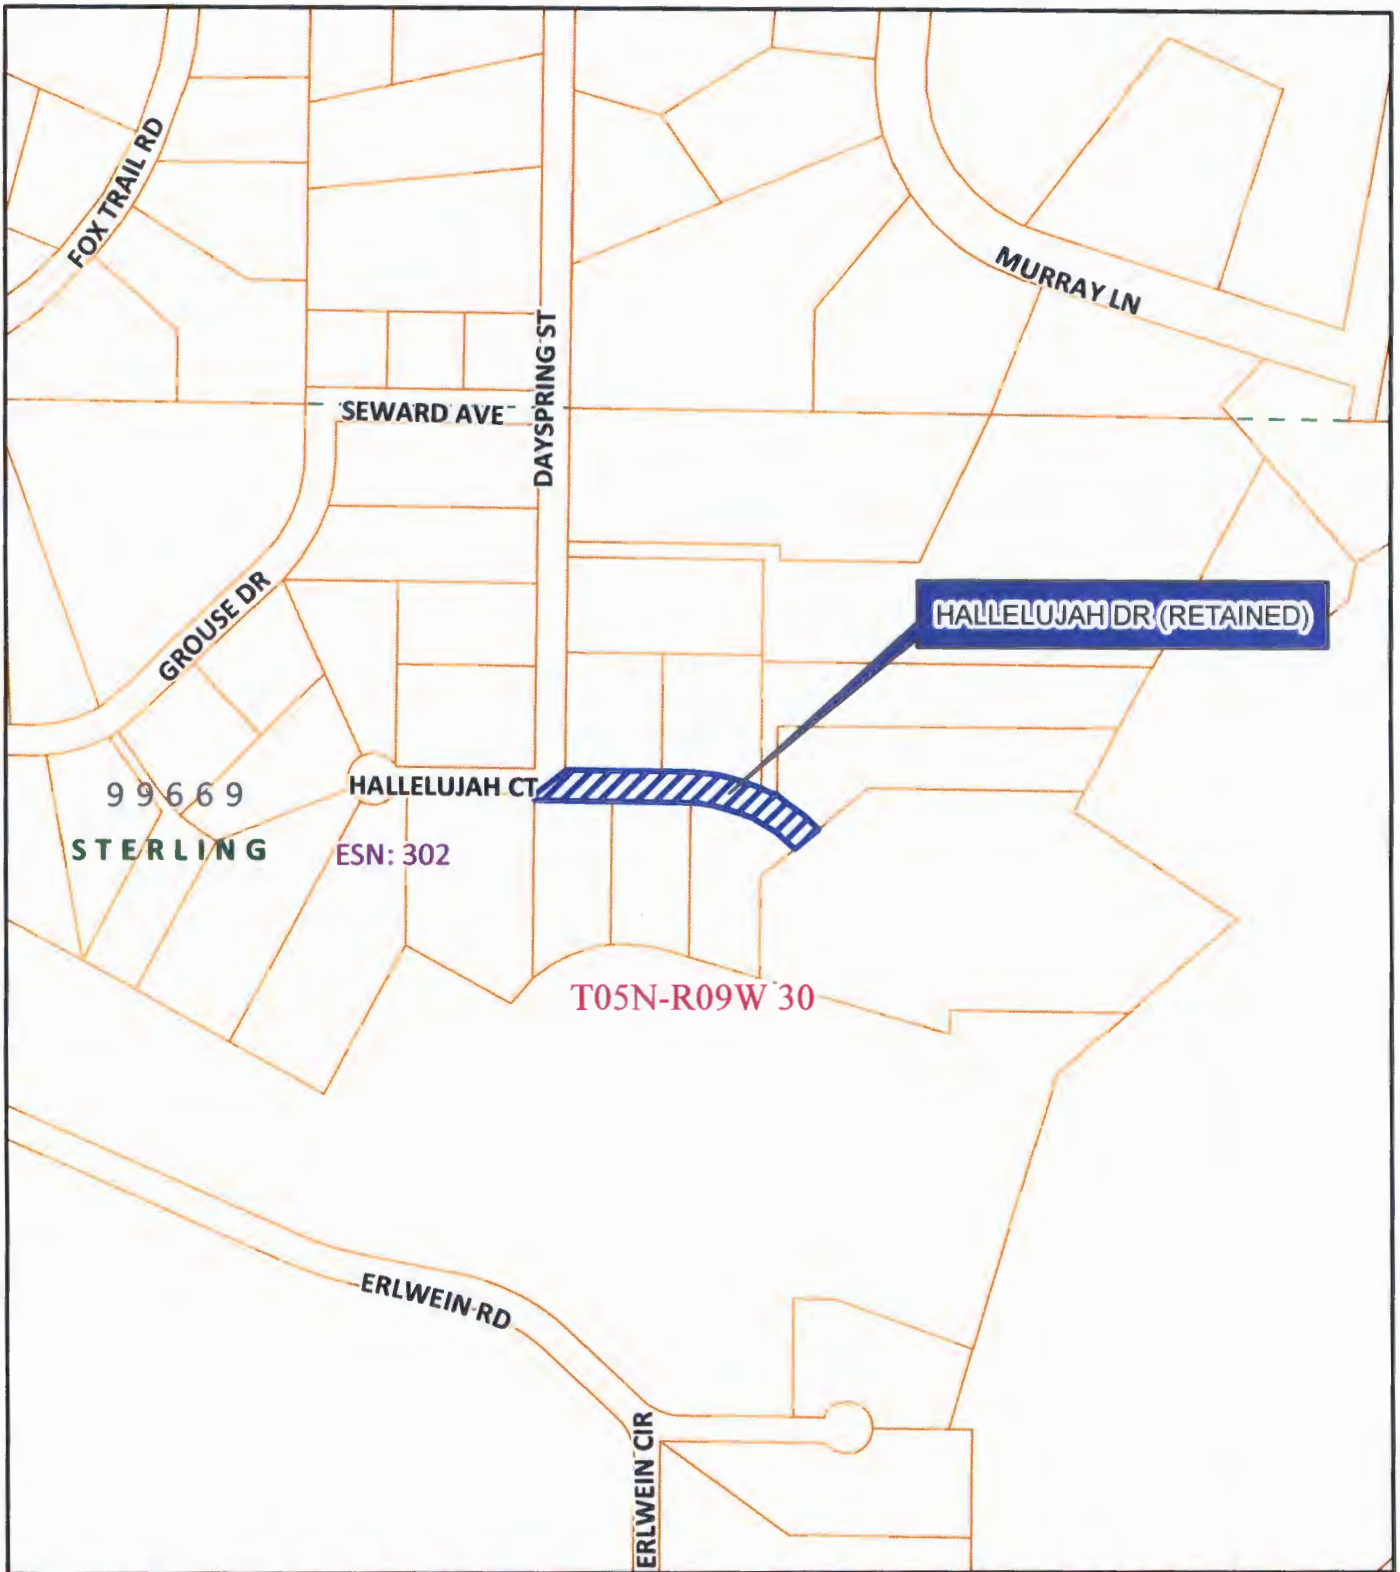 FOX TRAIL RD
MURRAY LN
DAYSPRING ST
SEWARD AVE
GROUSE DR
HALLELUJAH DR (RETAINED)
HALLELUJAH CT
99669
STERLING
ESN: 302
T05N-R09W 30
ERLWEIN RD
ERLWEIN CIR